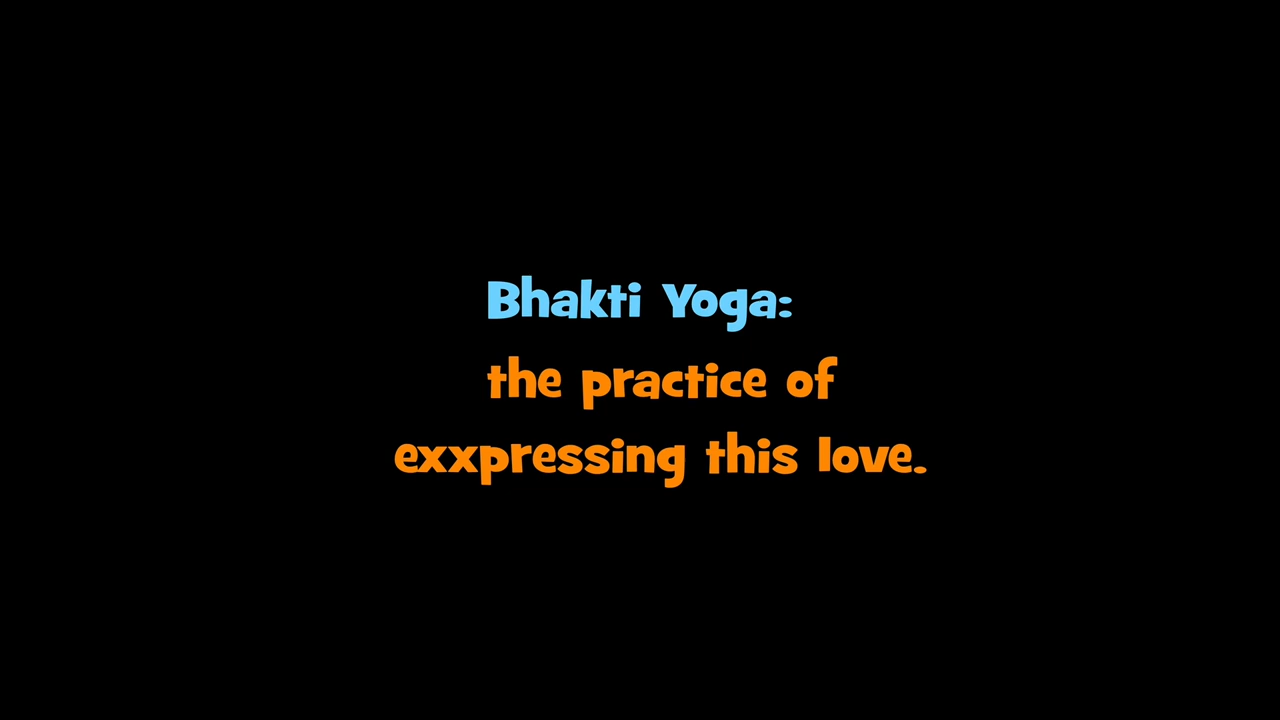 Bhakti Yoga:
the practice of
exxpressing this love.